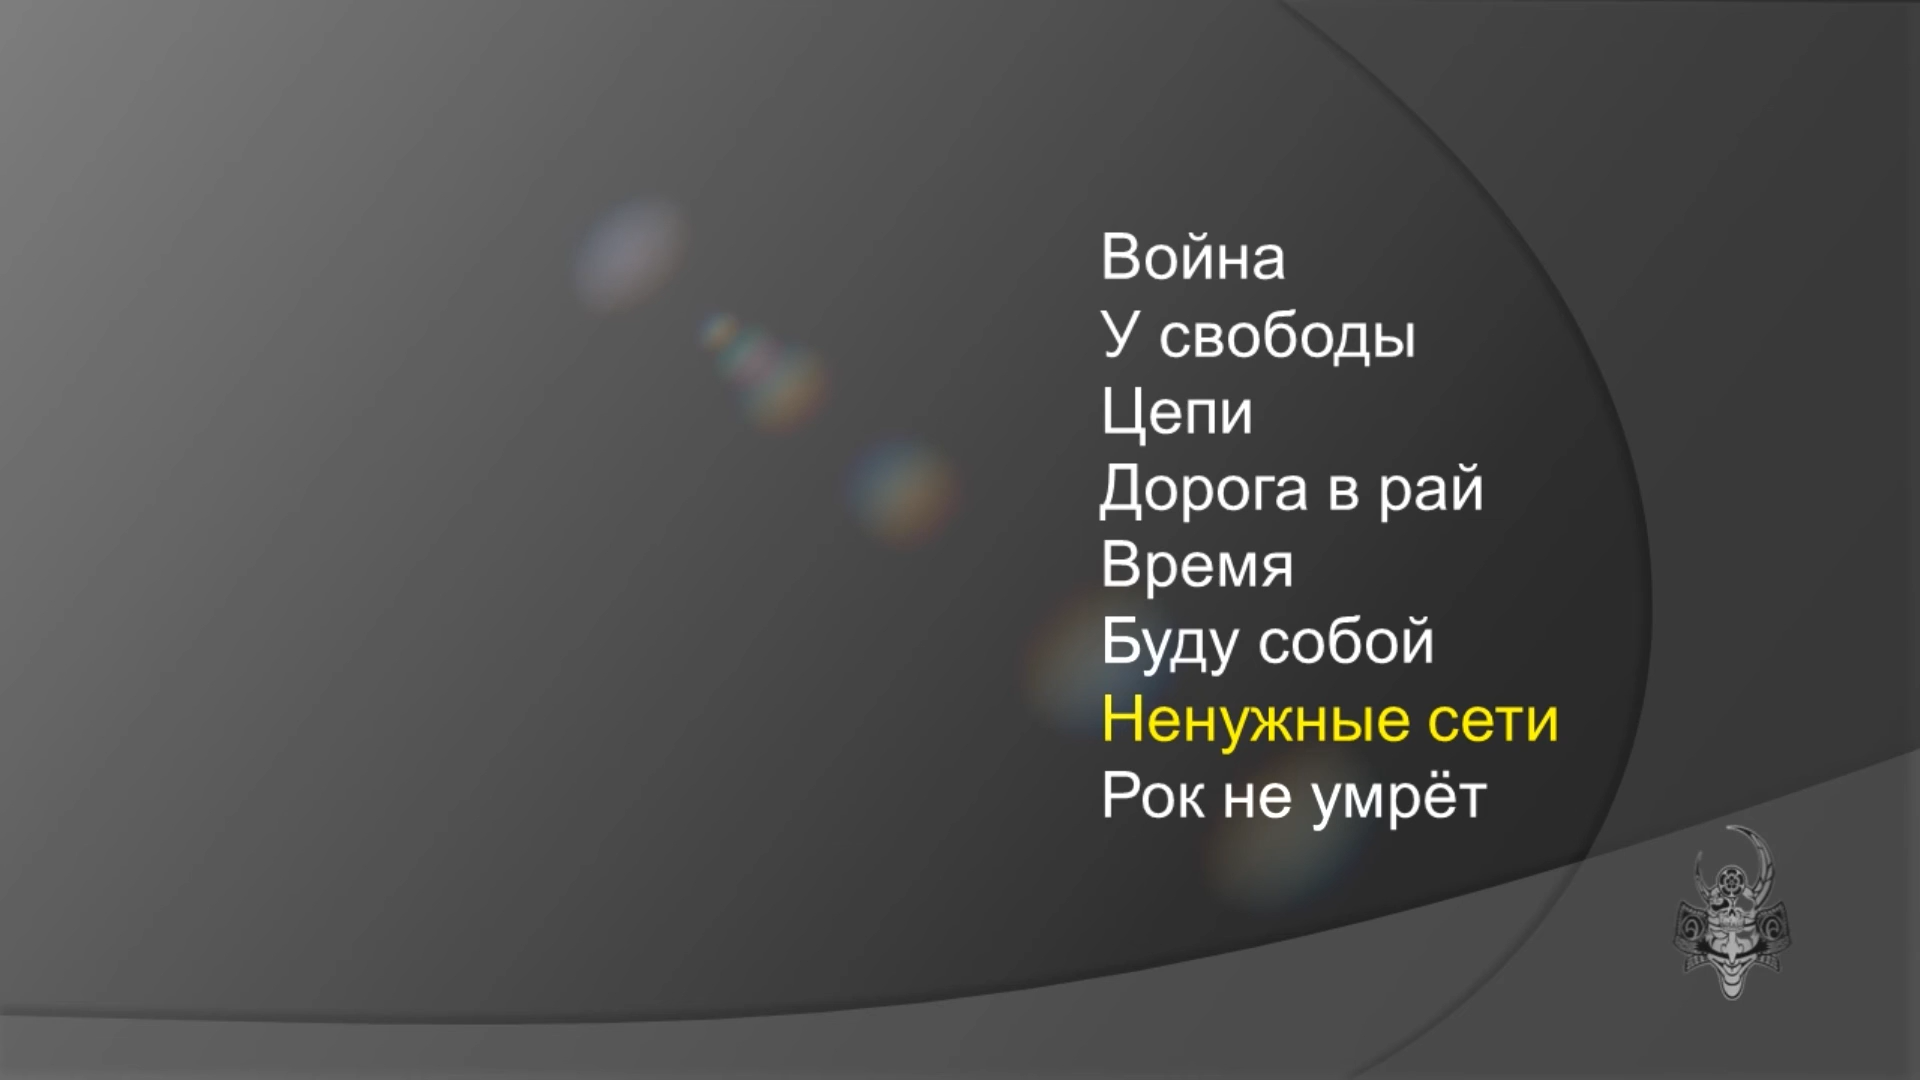 Война
У свободы
Цепи
Дорога в рай
Время
Буду собой
Ненужные сети
Рок не умрёт